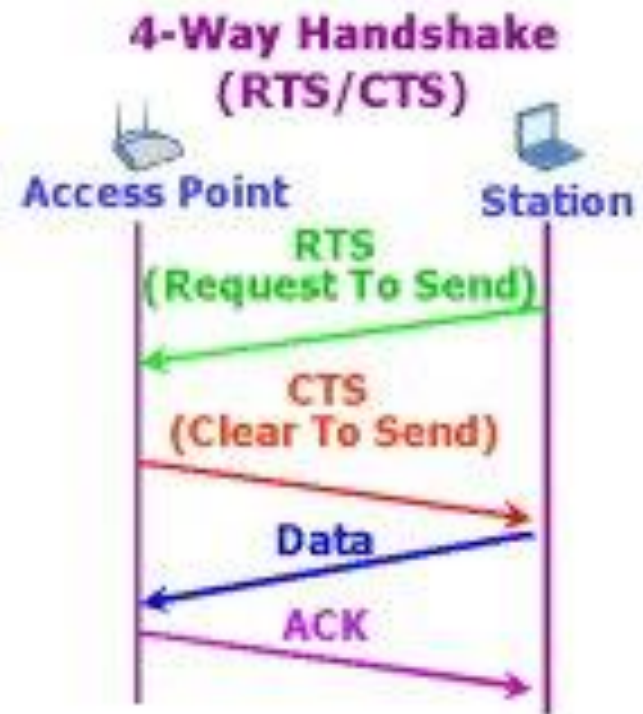 4-Way Handshake
(RTS/CTS)
Access Point
Station
RTS
(Request To Send)
CTS
(Clear To Send)
Data
ACK